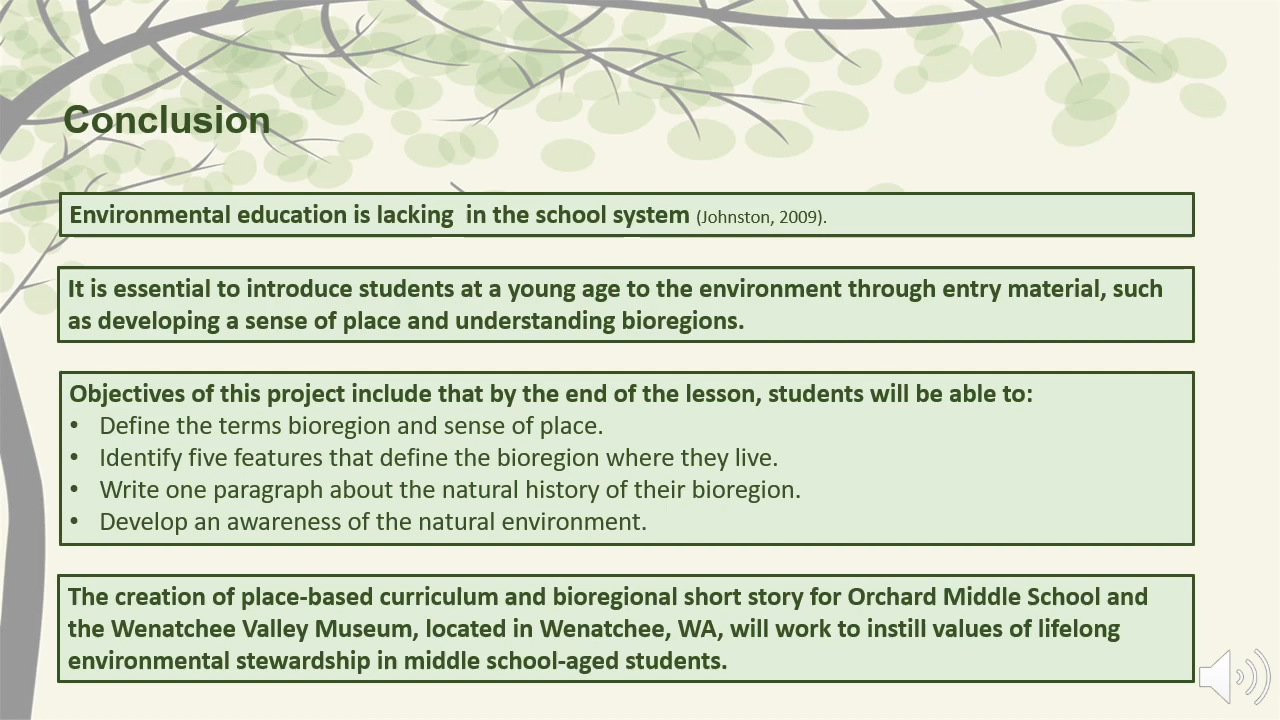 Conclusion
Environmental education is lacking  in the school system (Johnston, 2009).
It is essential to introduce students at a young age to the environment through entry material, such
as developing a sense of place and understanding bioregions.
Objectives of this project include that by the end of the lesson, students will be able to:
• Define the terms bioregion and sense of place.
• Identify five features that define the bioregion where they live.
• Write one paragraph about the natural history of their bioregion.
• Develop an awareness of the natural environment.
The creation of place-based curriculum and bioregional short story for Orchard Middle School and
the Wenatchee Valley Museum, located in Wenatchee, WA, will work to instill values of lifelong
environmental stewardship in middle school-aged students.